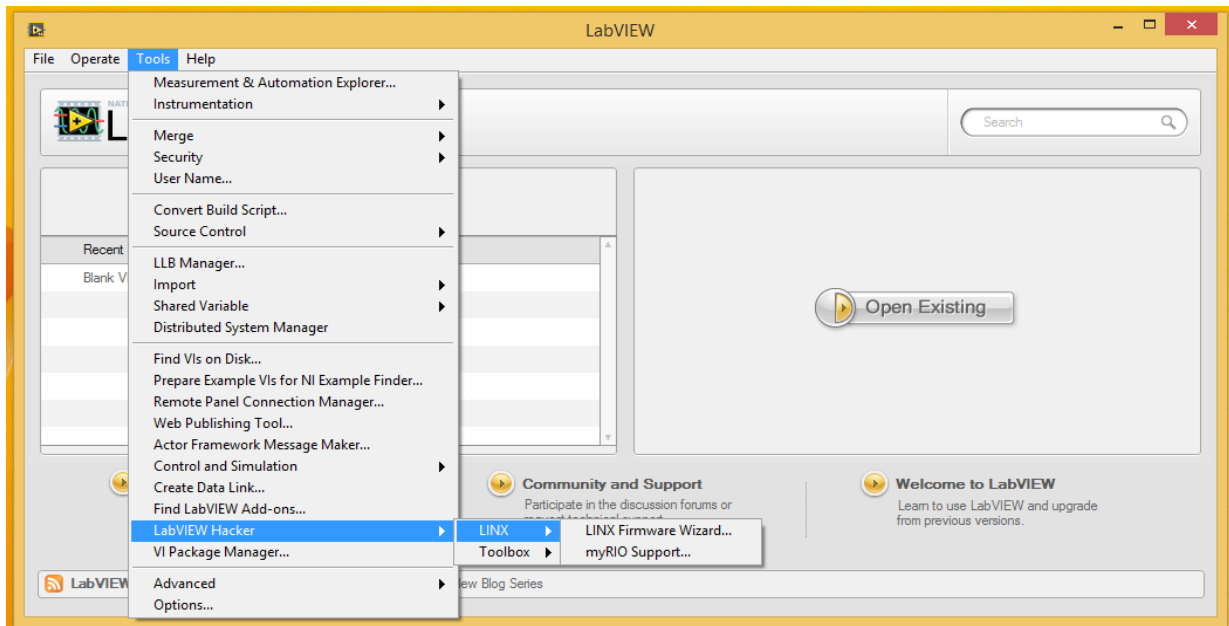 LabVIEW
File Operate Tools Help
Measurement & Automation Explorer...
Instrumentation
Merge
Security
User Name...
Convert Build Script...
Source Control
LLB Manager...
Import
Shared Variable
Distributed System Manager
Find VIs on Disk...
Prepare Example VIs for NI Example Finder...
Remote Panel Connection Manager...
Web Publishing Tool...
Actor Framework Message Maker...
Control and Simulation
Create Data Link...
Find LabVIEW Add-ons...
LabVIEW Hacker
VI Package Manager...
Advanced
Options...
LINX
Toolbox
LINX Firmware Wizard...
myRIO Support...
NATI
L
Search
Recent
Blank V
Open Existing
Community and Support
Participate in the discussion forums or
Welcome to LabVIEW
Learn to use LabVIEW and upgrade
from previous versions.
LabVIEW
ew Blog Series